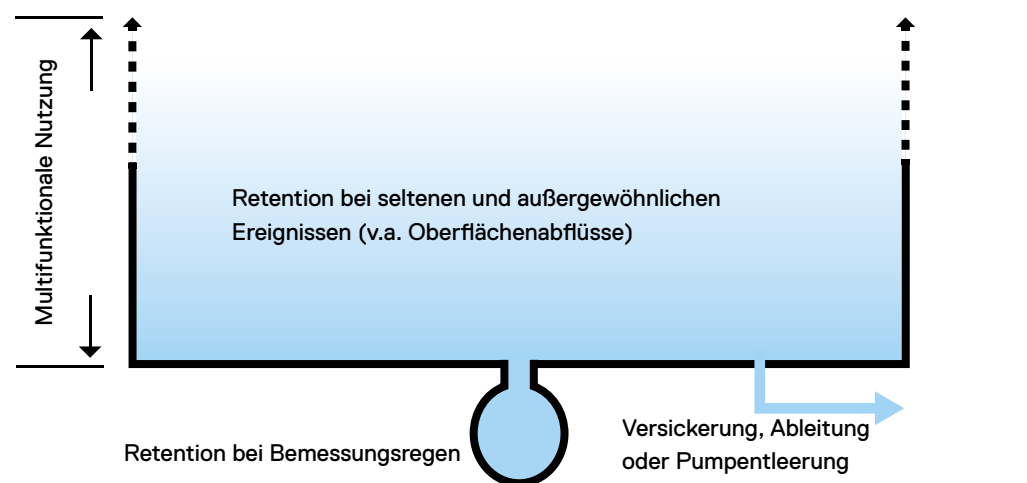 Multifunktionale Nutzung
Retention bei seltenen und außergewöhnlichen
Ereignissen (v.a. Oberflächenabflüsse)
Retention bei Bemessungsregen
Versickerung, Ableitung
oder Pumpentleerung